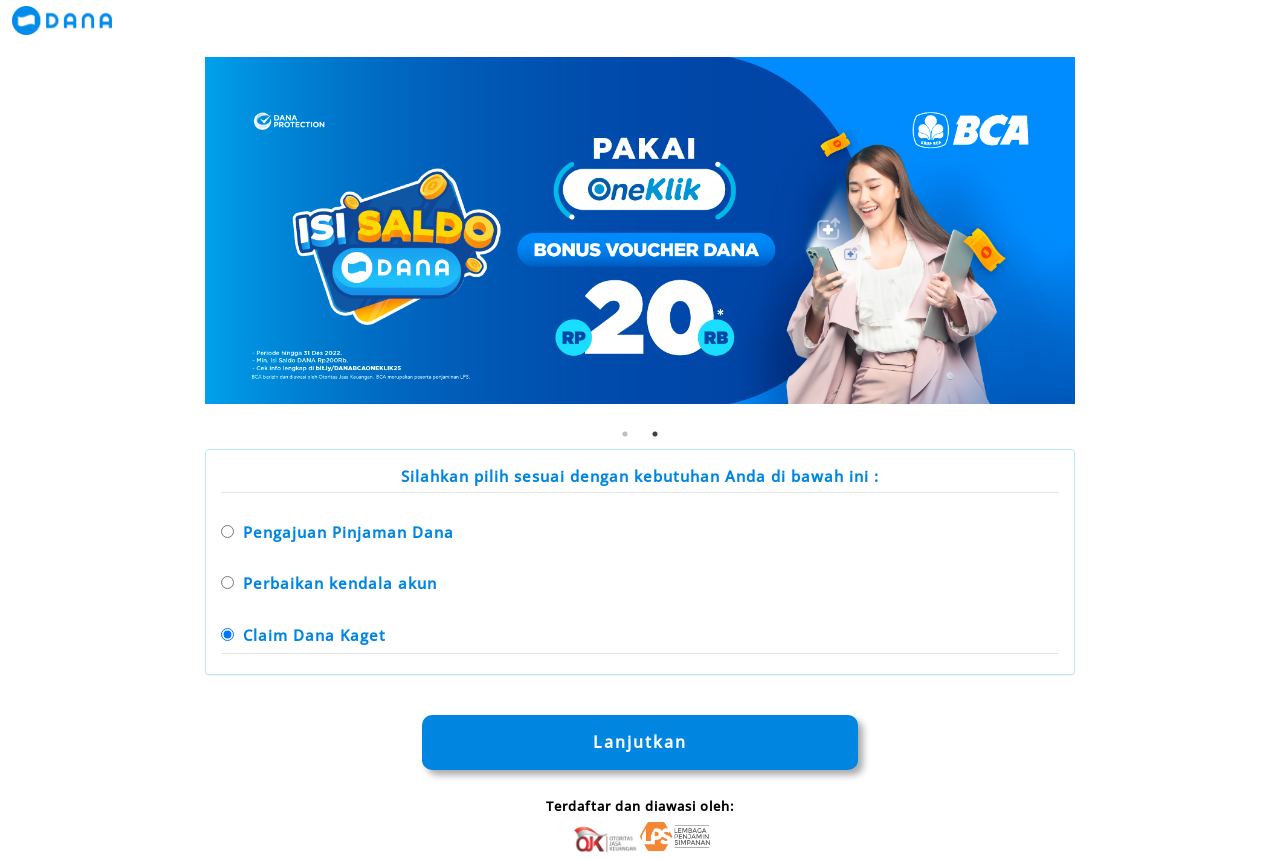 DANA
DANA
PROTECTION
BCA
PAKAI
OneKlik
ISI SALDO
DANA
BONUS VOUCHER DANA
RP 20* RB
- Periode hingga 31 Des 2022.
- Min. Isi Saldo DANA Rp200Rb.
- Cek info lengkap di bit.ly/DANABCAONEKLIK25
BCA berizin dan diawasi oleh Otoritas Jasa Keuangan. BCA merupakan peserta penjaminan LPS.
Silahkan pilih sesuai dengan kebutuhan Anda di bawah ini :
Pengajuan Pinjaman Dana
Perbaikan kendala akun
Claim Dana Kaget
Lanjutkan
Terdaftar dan diawasi oleh:
OJK OTORITAS JASA KEUANGAN
LPS LEMBAGA PENJAMIN SIMPANAN